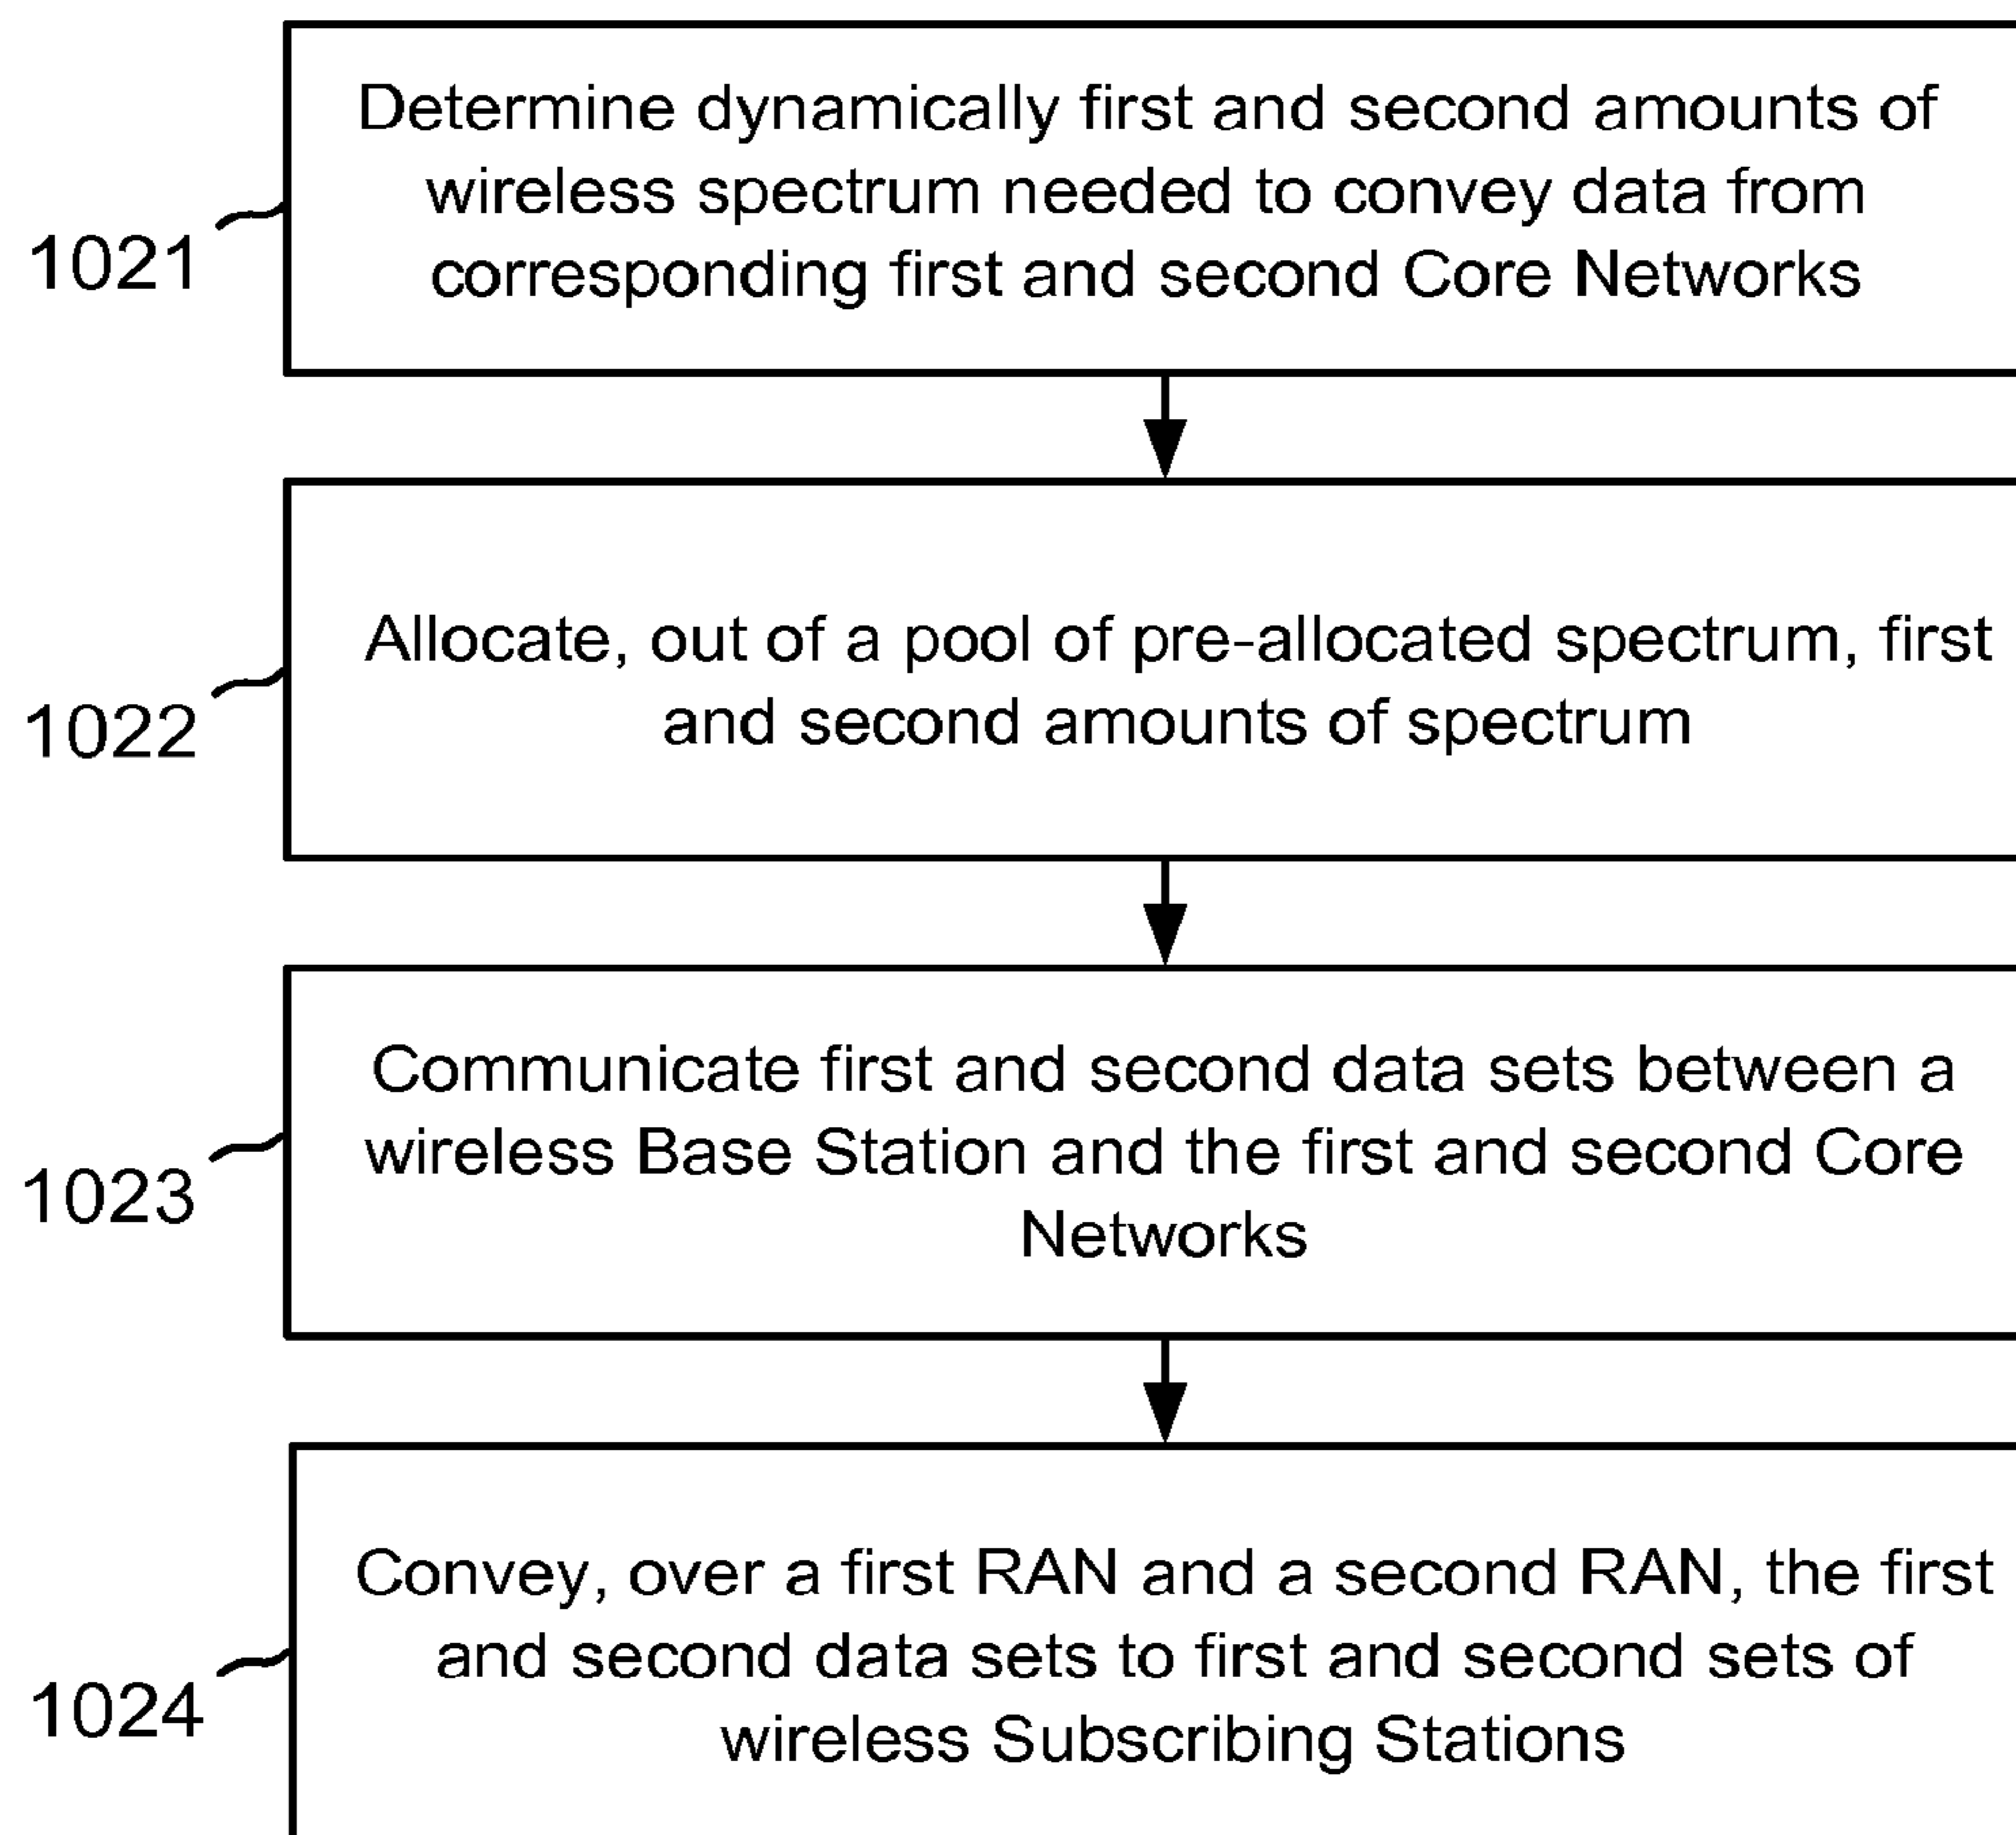 Determine dynamically first and second amounts of
wireless spectrum needed to convey data from
corresponding first and second Core Networks
1021
Allocate, out of a pool of pre-allocated spectrum, first
and second amounts of spectrum
1022
Communicate first and second data sets between a
wireless Base Station and the first and second Core
Networks
1023
Convey, over a first RAN and a second RAN, the first
and second data sets to first and second sets of
wireless Subscribing Stations
1024